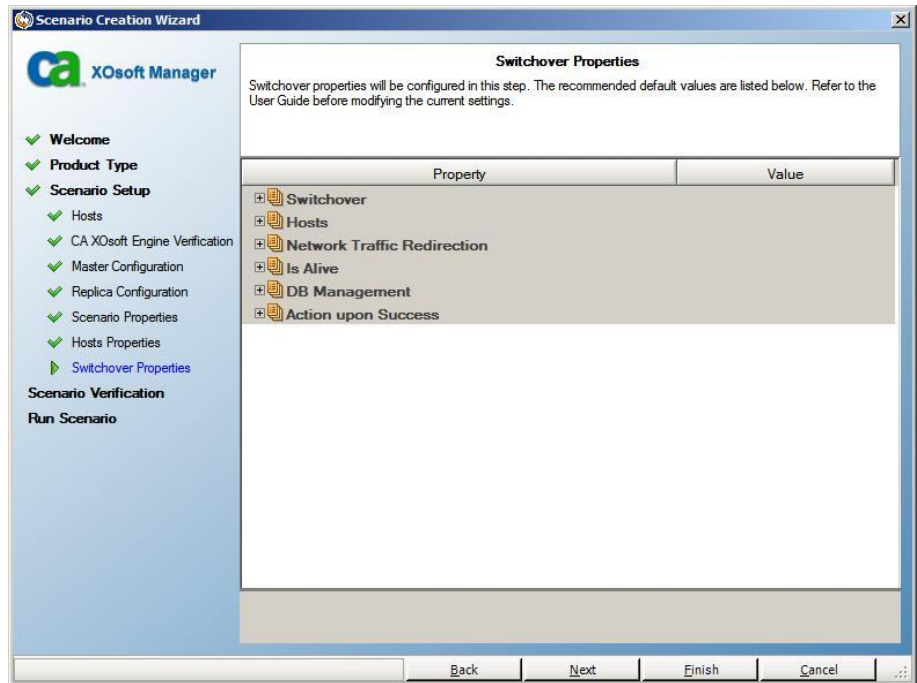 Scenario Creation Wizard
ca
XOsoft Manager
Welcome
Product Type
Scenario Setup
Hosts
CA XOsoft Engine Verification
Master Configuration
Replica Configuration
Scenario Properties
Hosts Properties
Switchover Properties
Scenario Verification
Run Scenario
Switchover Properties
Switchover properties will be configured in this step. The recommended default values are listed below. Refer to the
User Guide before modifying the current settings.
Property Value
Switchover
Hosts
Network Traffic Redirection
Is Alive
DB Management
Action upon Success
Back Next Finish Cancel